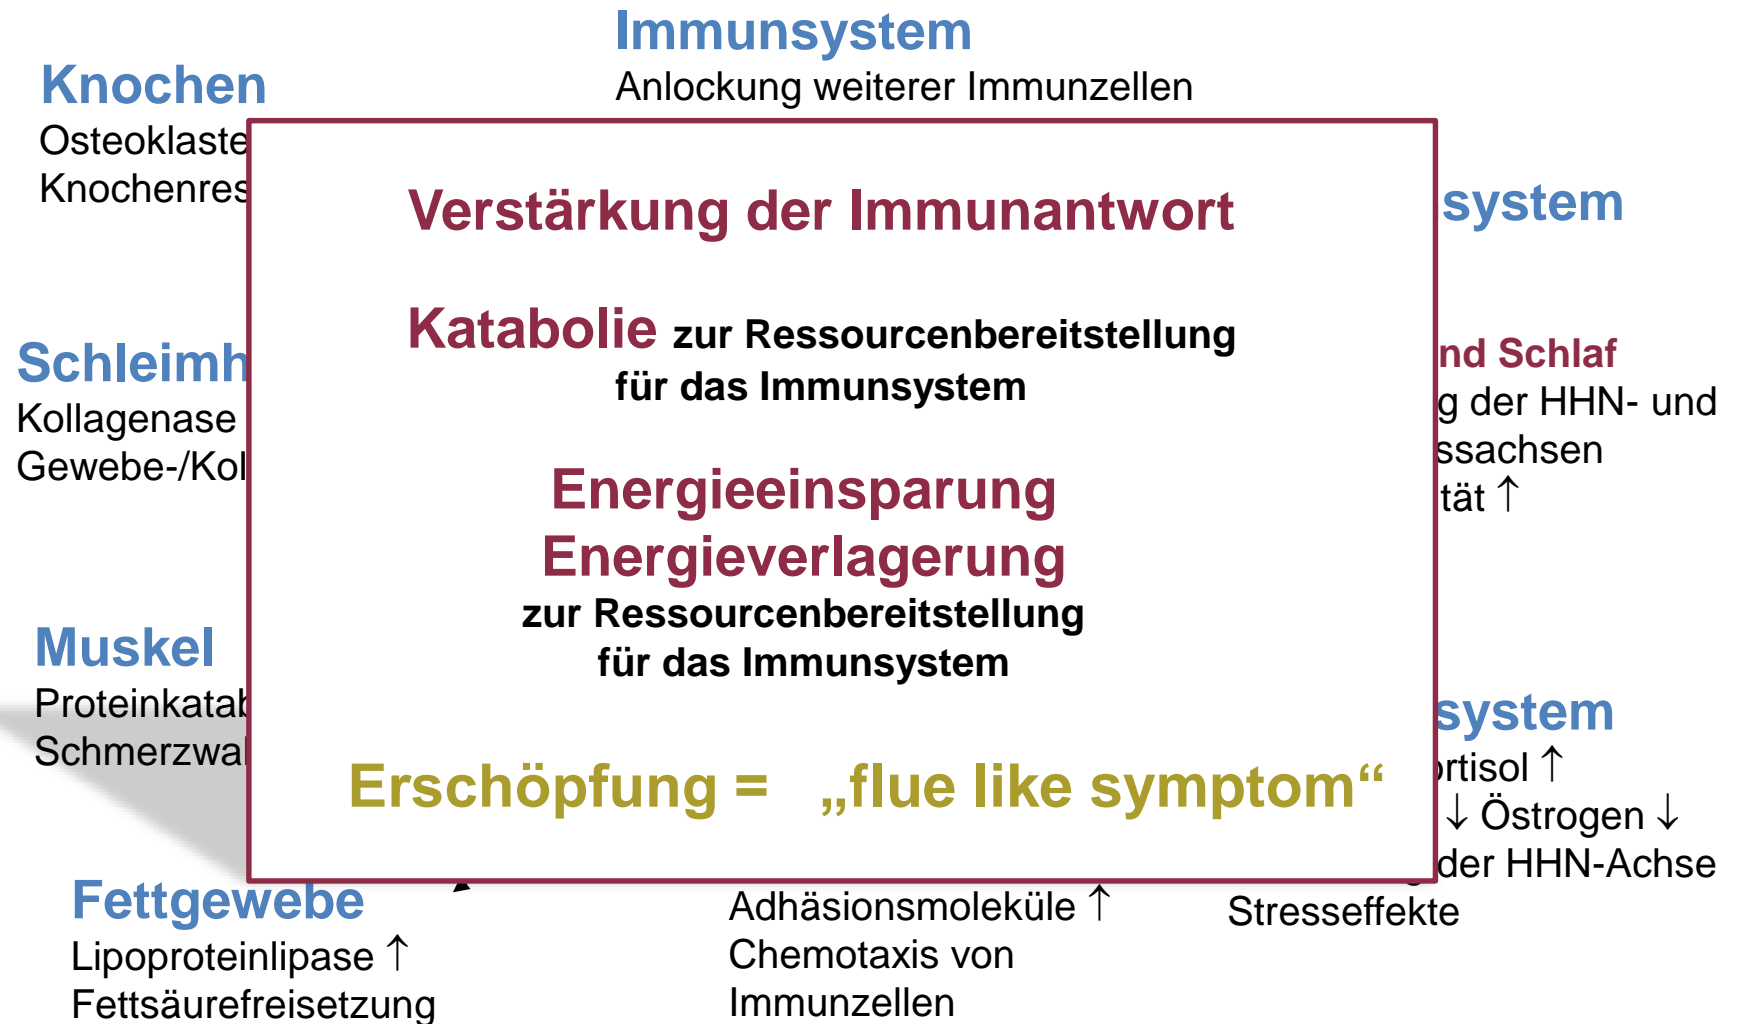 Immunsystem
Anlockung weiterer Immunzellen
Knochen
Osteoklaste
Knochenres
system
Verstärkung der Immunantwort
Katabolie zur Ressourcenbereitstellung
für das Immunsystem
Schleimh
Kollagenase
Gewebe-/Kol
nd Schlaf
g der HHN- und
ssachsen
tät ↑
Energieeinsparung
Energieverlagerung
zur Ressourcenbereitstellung
für das Immunsystem
Muskel
Proteinkatab
Schmerzwa
system
rtisol ↑
↓ Östrogen ↓
der HHN-Achse
Stresseffekte
Erschöpfung = „flue like symptom“
Fettgewebe
Lipoproteinlipase ↑
Fettsäurefreisetzung
Adhäsionsmoleküle ↑
Chemotaxis von
Immunzellen